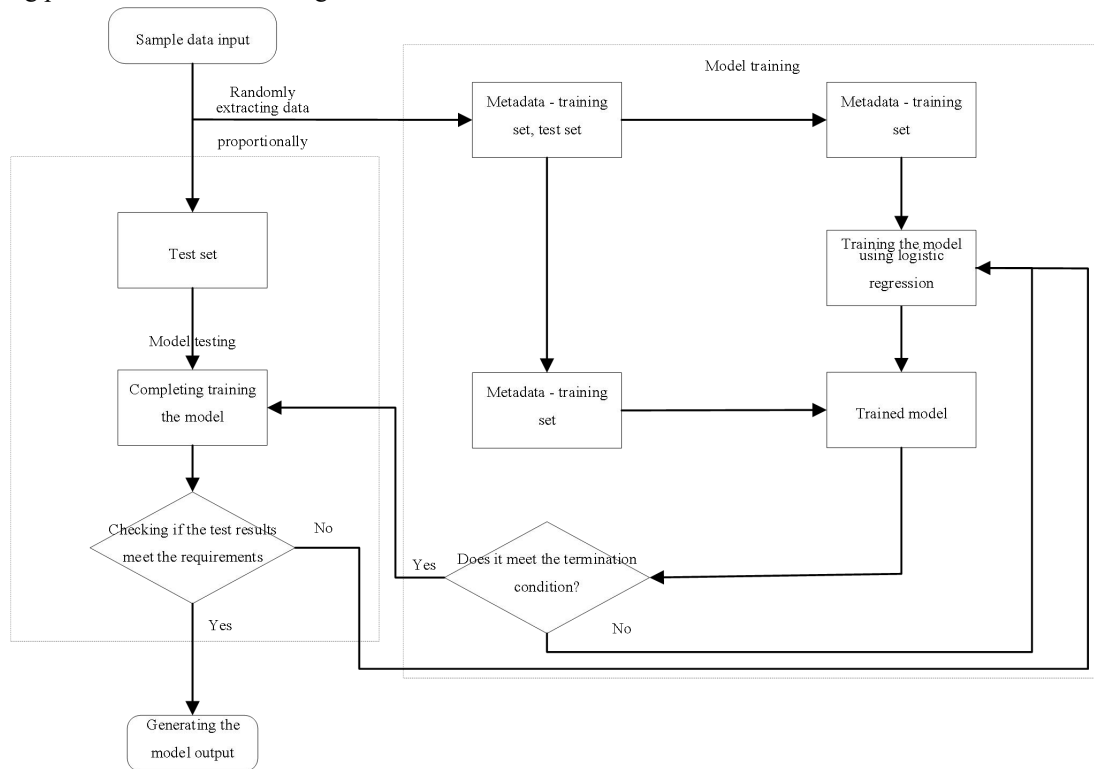 Sample data input
Model training
Randomly
extracting data
proportionally
Metadata - training
set, test set
Metadata - training
set
Test set
Training the model
using logistic
regression
Model testing
Completing training
the model
Metadata - training
set
Trained model
Checking if the test results
meet the requirements
No
Yes
Does it meet the termination
condition?
Yes
No
Generating the
model output